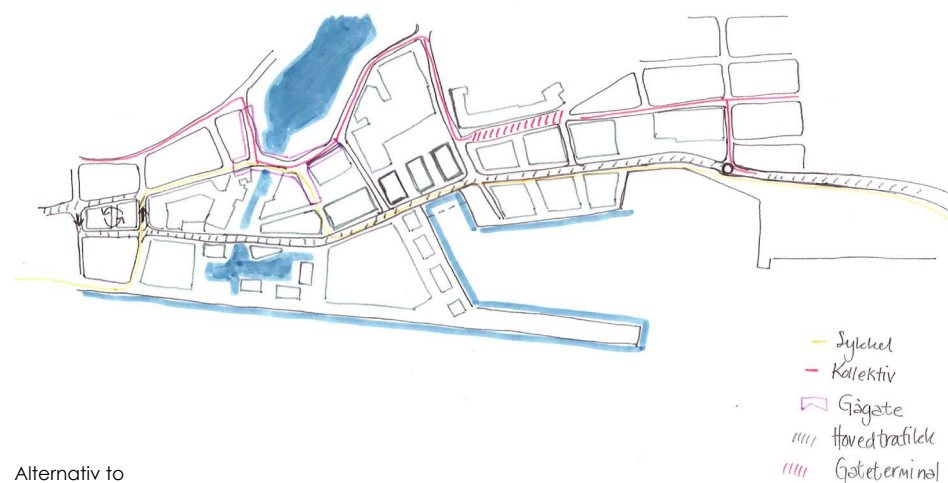 Sykkel
Kollektiv
Gågate
Hovedtrafikk
Gateterminal
Alternativ to